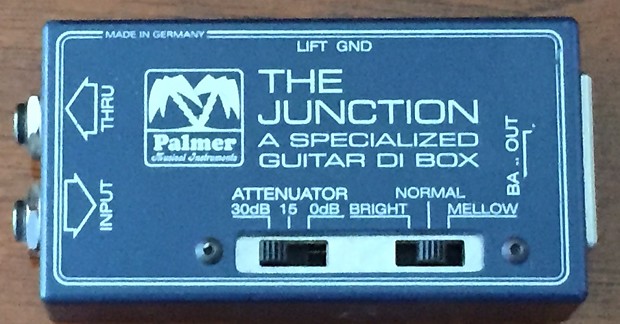 MADE IN GERMANY
LIFT GND
THRU
INPUT
Palmer
Musical Instruments
THE
JUNCTION
A SPECIALIZED
GUITAR DI BOX
OUT
ATTENUATOR
30dB 15 0dB
NORMAL
BRIGHT MELLOW